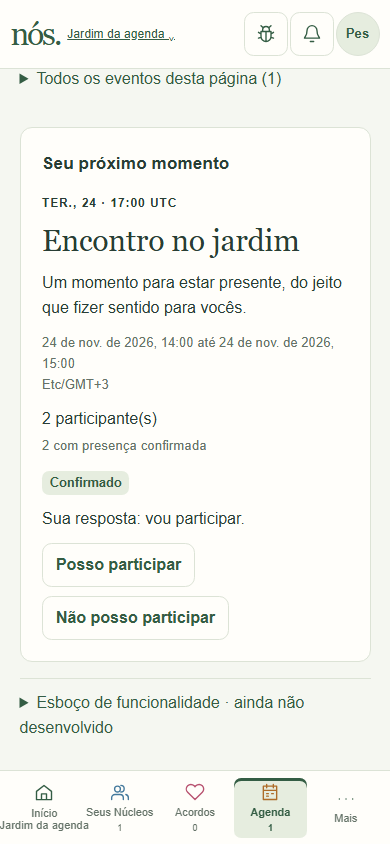 nós. Jardim da agenda
Pes
▶ Todos os eventos desta página (1)
Seu próximo momento
TER., 24 · 17:00 UTC
Encontro no jardim
Um momento para estar presente, do jeito
que fizer sentido para vocês.
24 de nov. de 2026, 14:00 até 24 de nov. de 2026,
15:00
Etc/GMT+3
2 participante(s)
2 com presença confirmada
Confirmado
Sua resposta: vou participar.
Posso participar
Não posso participar
▶ Esboço de funcionalidade · ainda não
desenvolvido
Início
Jardim da agenda
Seus Núcleos
1
Acordos
0
Agenda
1
Mais